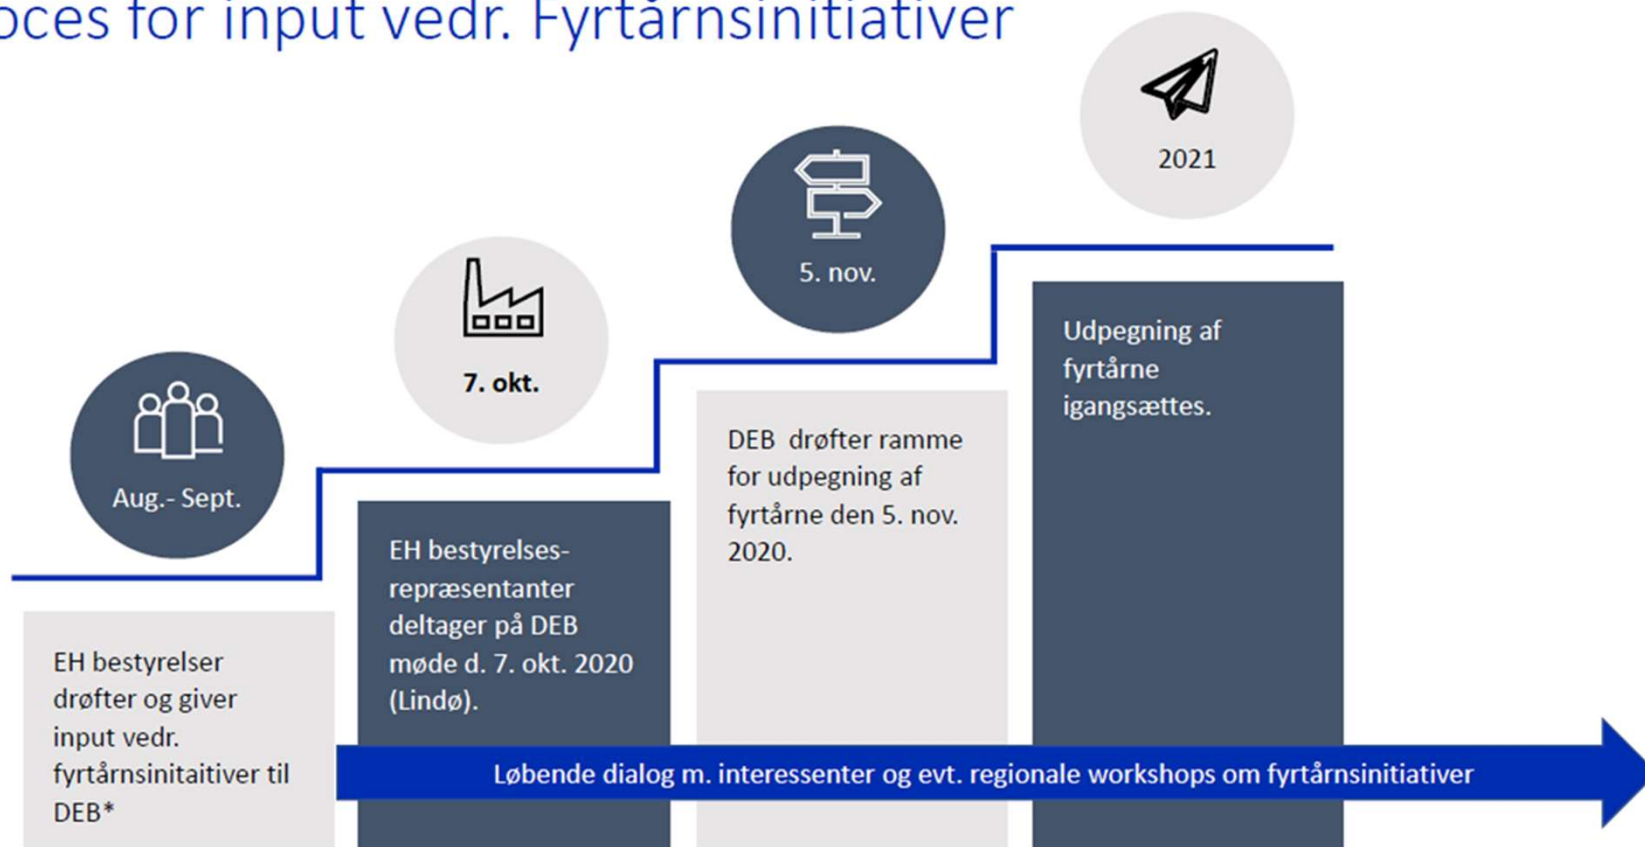 oces for input vedr. Fyrtårnsinitiativer
Aug.- Sept.
EH bestyrelser
drøfter og giver
input vedr.
fyrtårnsinitaitiver til
DEB*
7. okt.
EH bestyrelses-
repræsentanter
deltager på DEB
møde d. 7. okt. 2020
(Lindø).
5. nov.
DEB  drøfter ramme
for udpegning af
fyrtårne den 5. nov.
2020.
2021
Udpegning af
fyrtårne
igangsættes.
Løbende dialog m. interessenter og evt. regionale workshops om fyrtårnsinitiativer